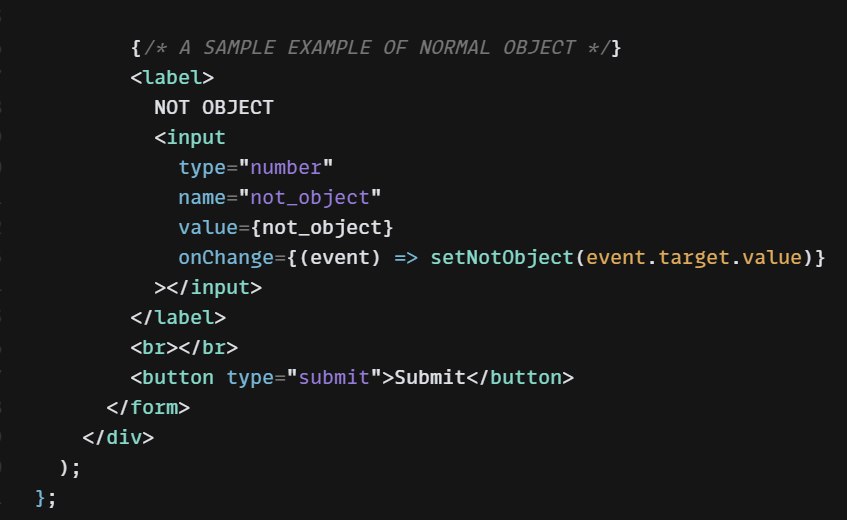 {/* A SAMPLE EXAMPLE OF NORMAL OBJECT */}
<label>
NOT OBJECT
<input
type="number"
name="not_object"
value={not_object}
onChange={(event) => setNotObject(event.target.value)}
></input>
</label>
<br></br>
<button type="submit">Submit</button>
</form>
</div>
);
};